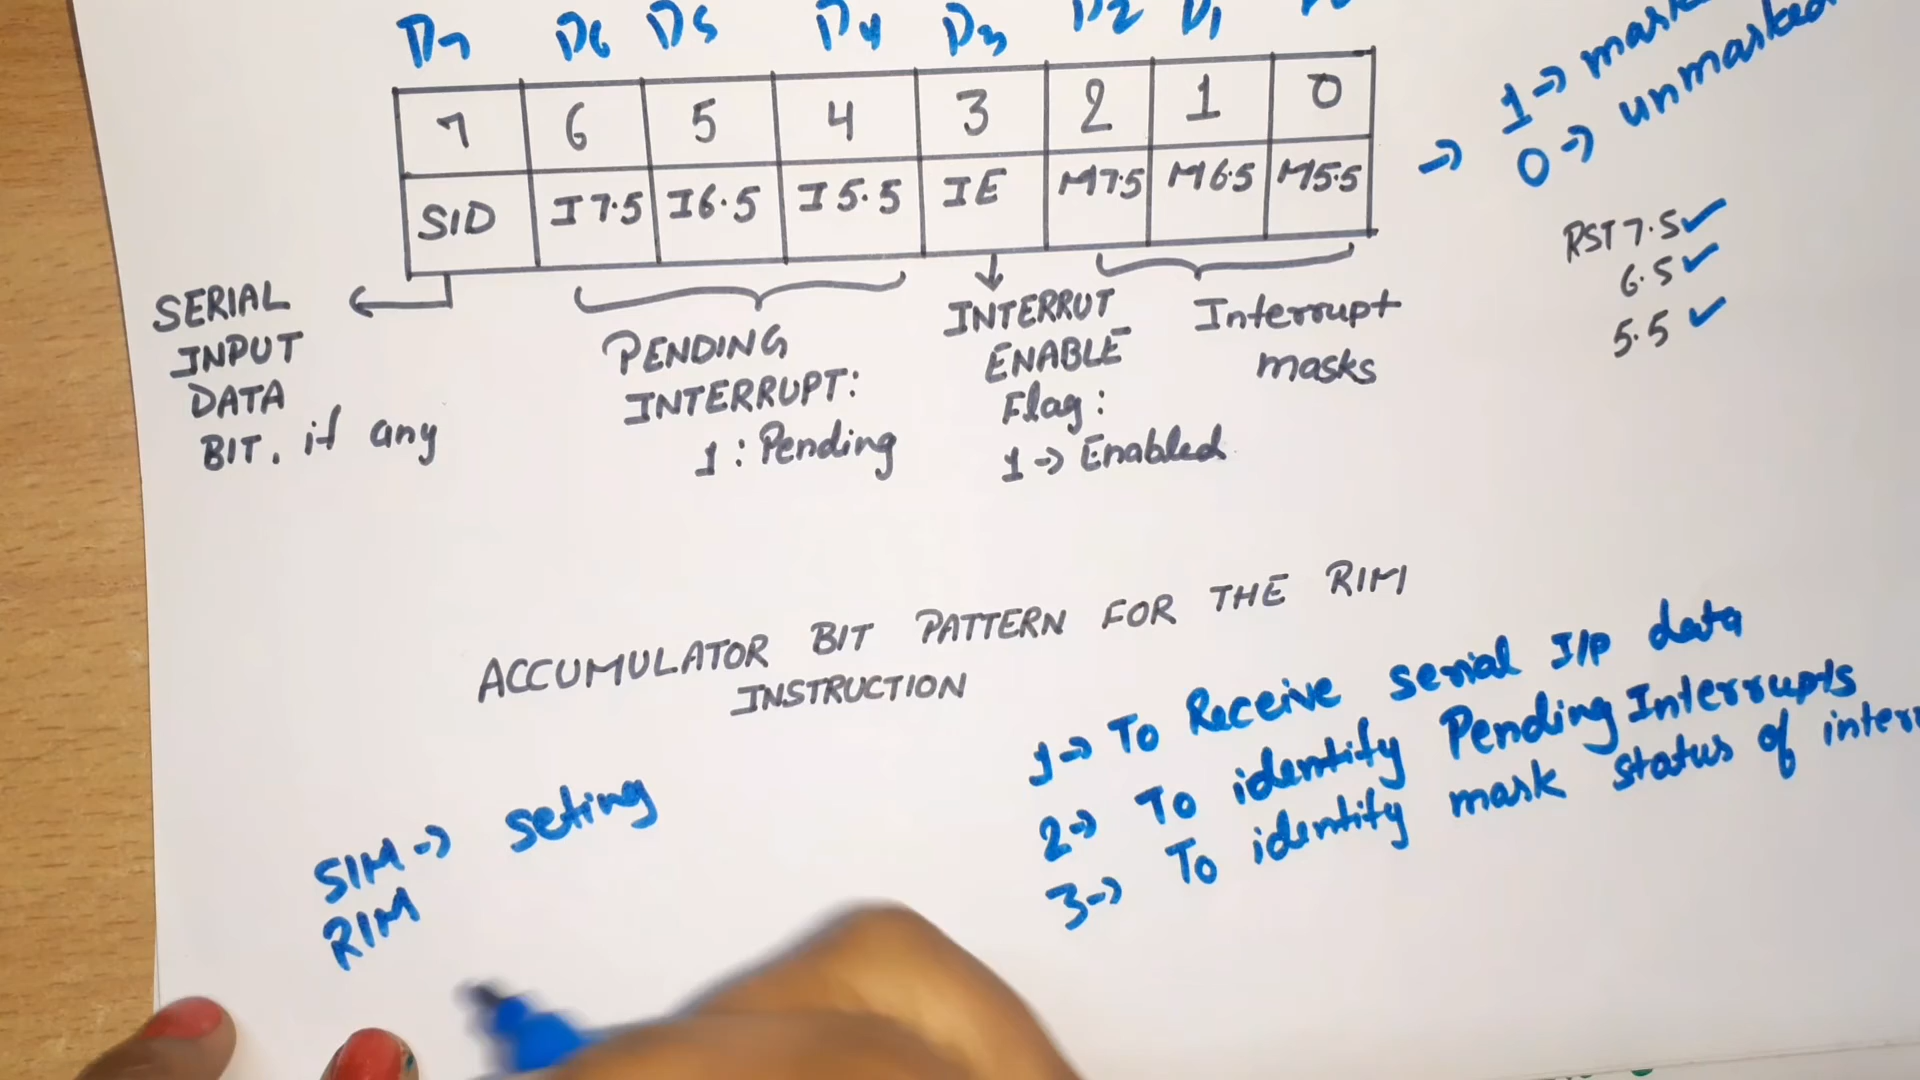 D7 D6 D5 D4 D3 D2 D1
7 6 5 4 3 2 1 0
SID I7.5 I6.5 I5.5 IE M7.5 M6.5 M5.5
→ 1 → mask
0 → unmasked
RST 7.5 ✓
6.5 ✓
5.5 ✓
SERIAL
INPUT
DATA
BIT, if any
PENDING
INTERRUPT:
1 : Pending
INTERRUT
ENABLE
Flag :
1 → Enabled
Interrupt
masks
ACCUMULATOR BIT PATTERN FOR THE RIM
INSTRUCTION
1 → To Receive serial I/p data
2 → To identify Pending Interrupts
3 → To identify mask status of interr
SIM → seting
RIM